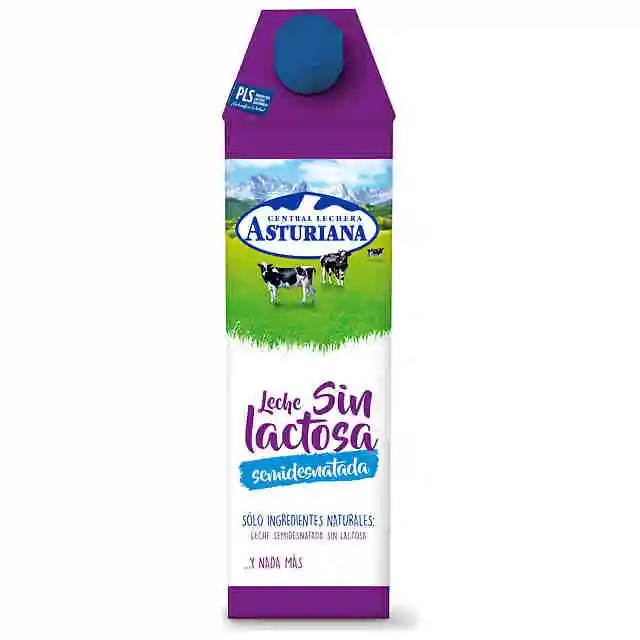 PLS
CENTRAL LECHERA
ASTURIANA
Leche Sin
lactosa
semidesnatada
SÓLO INGREDIENTES NATURALES:
LECHE SEMIDESNATADA SIN LACTOSA
...Y NADA MÁS